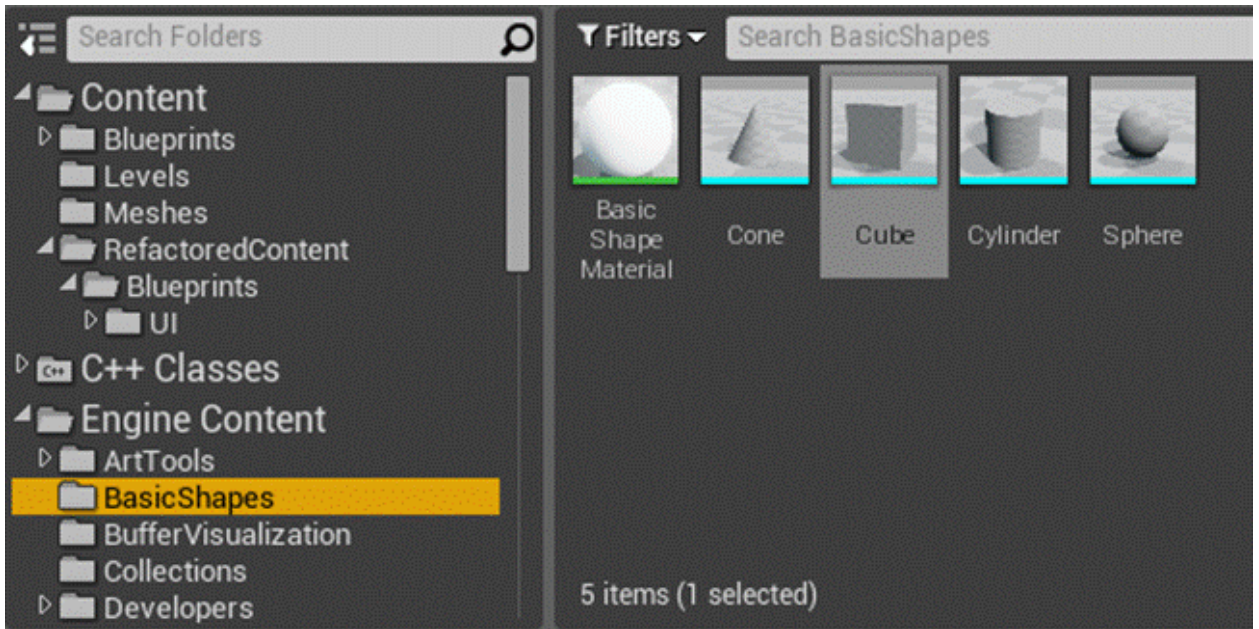 Search Folders
Content
Blueprints
Levels
Meshes
RefactoredContent
Blueprints
UI
C++ C++ Classes
Engine Content
ArtTools
BasicShapes
BufferVisualization
Collections
Developers
Filters Search BasicShapes
Basic
Shape
Material
Cone
Cube
Cylinder
Sphere
5 items (1 selected)